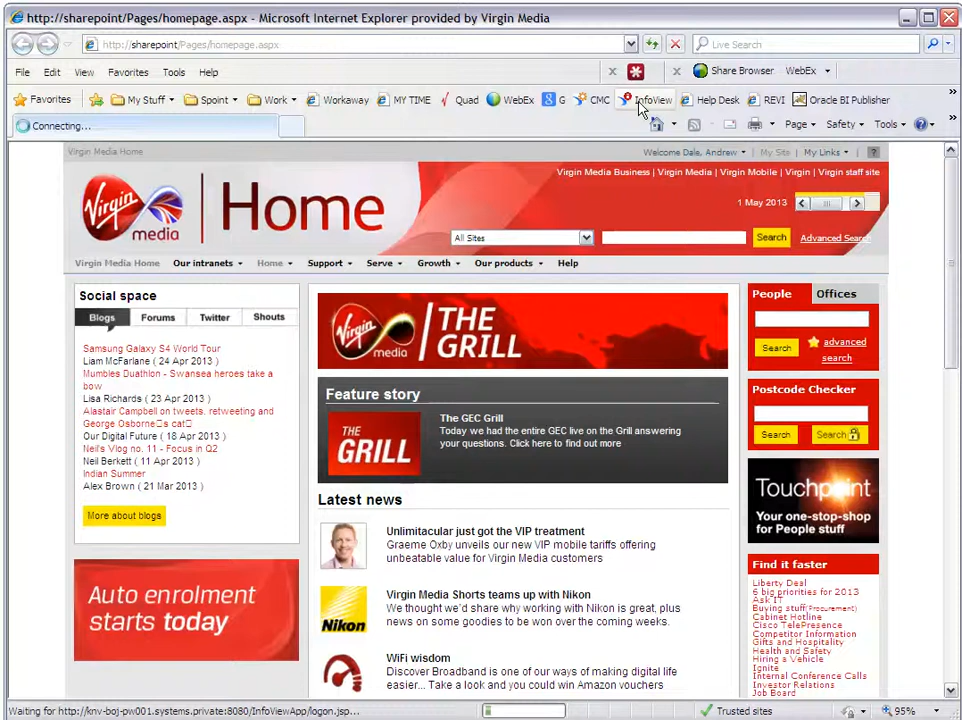 http://sharepoint/Pages/homepage.aspx - Microsoft Internet Explorer provided by Virgin Media
http://sharepoint/Pages/homepage.aspx
Live Search
File Edit View Favorites Tools Help
Share Browser WebEx
Favorites My Stuff Spoint Work Workaway MY TIME Quad WebEx G CMC InfoView Help Desk REVI Oracle BI Publisher
Connecting...
Page Safety Tools
Virgin Media Home
Welcome Dale, Andrew My Site My Links ?
Virgin media
Home
Virgin Media Business | Virgin Media | Virgin Mobile | Virgin | Virgin staff site
1 May 2013
All Sites
Search
Advanced Search
Virgin Media Home Our intranets Home Support Serve Growth Our products Help
Social space
Blogs Forums Twitter Shouts
Samsung Galaxy S4 World Tour
Liam McFarlane ( 24 Apr 2013 )
Mumbles Duathlon - Swansea heroes take a
bow
Lisa Richards ( 23 Apr 2013 )
Alastair Campbell on tweets, retweeting and
George Osborne▯s cat▯
Our Digital Future ( 18 Apr 2013 )
Neil's Vlog no. 11 - Focus in Q2
Neil Berkett ( 11 Apr 2013 )
Indian Summer
Alex Brown ( 21 Mar 2013 )
More about blogs
Auto enrolment
starts today
Virgin media
THE
GRILL
Feature story
THE
GRILL
The GEC Grill
Today we had the entire GEC live on the Grill answering
your questions. Click here to find out more
Latest news
Unlimitacular just got the VIP treatment
Graeme Oxby unveils our new VIP mobile tariffs offering
unbeatable value for Virgin Media customers
Nikon
Virgin Media Shorts teams up with Nikon
We thought we'd share why working with Nikon is great, plus
news on some goodies to be won over the coming weeks.
WiFi wisdom
Discover Broadband is one of our ways of making digital life
easier... Take a look and you could win Amazon vouchers
People Offices
Search
advanced
search
Postcode Checker
Search Search
Touchpoint
Your one-stop-shop
for People stuff
Find it faster
Liberty Deal
6 big priorities for 2013
Ask IT
Buying stuff(Procurement)
Cabinet Hotline
Cisco TelePresence
Competitor Information
Gifts and Hospitality
Health and Safety
Hiring a Vehicle
Ignite
Internal Conference Calls
Investor Relations
Job Board
Waiting for http://knv-boj-pw001.systems.private:8080/InfoViewApp/logon.jsp...
Trusted sites
95%